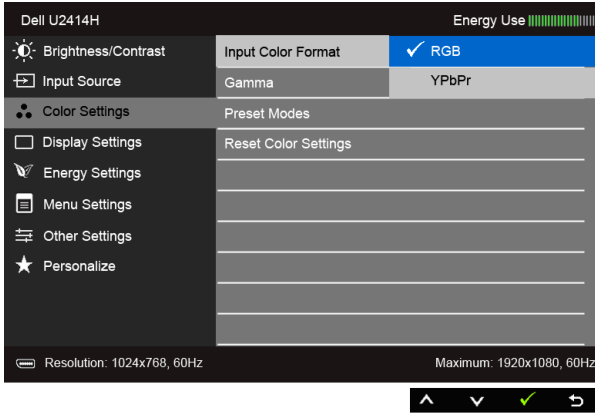 Dell U2414H
Energy Use
Brightness/Contrast
Input Color Format
RGB
Input Source
Gamma
YPbPr
Color Settings
Preset Modes
Display Settings
Reset Color Settings
Energy Settings
Menu Settings
Other Settings
Personalize
Resolution: 1024x768, 60Hz
Maximum: 1920x1080, 60Hz